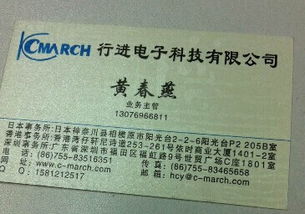 CMARCH 行进电子科技有限公司
黄春燕
业务主管
13076966811
日本事务所:日本神奈川县相模原市阳光台2-2-6阳光台P2 205B室
香港事务所:香港湾仔轩尼诗道253-261号依时商业大厦1401-2室
深圳事务所:广东省深圳市福田区福虹路9号世贸广场C座1801室
电 话: (86)755-83516351
传 真: (86)755-83465658
网 址: www.c-march.com
邮 箱: hcy@c-march.com
Q Q: 1581212517